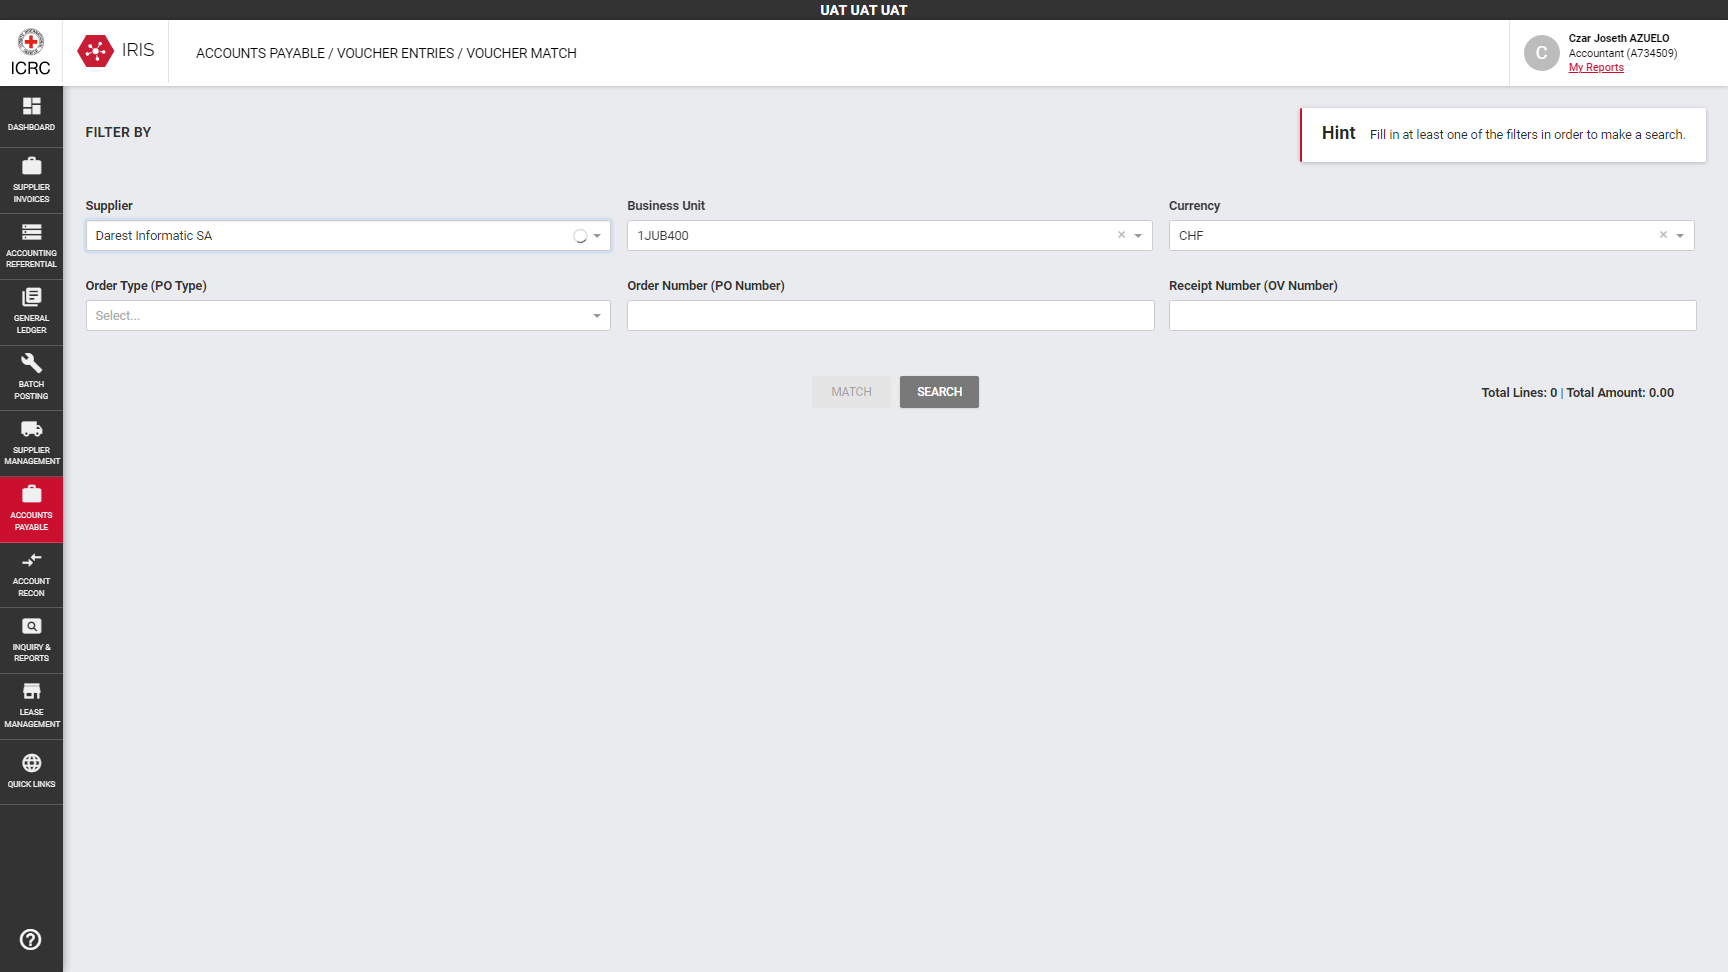 UAT UAT UAT
ICRC
IRIS
ACCOUNTS PAYABLE / VOUCHER ENTRIES / VOUCHER MATCH
C
Czar Joseth AZUELO
Accountant (A734509)
My Reports
DASHBOARD
SUPPLIER
INVOICES
ACCOUNTING
REFERENTIAL
GENERAL
LEDGER
BATCH
POSTING
SUPPLIER
MANAGEMENT
ACCOUNTS
PAYABLE
ACCOUNT
RECON
INQUIRY &
REPORTS
LEASE
MANAGEMENT
QUICK LINKS
FILTER BY
Hint Fill in at least one of the filters in order to make a search.
Supplier
Darest Informatic SA
Business Unit
1JUB400
Currency
CHF
Order Type (PO Type)
Select...
Order Number (PO Number)
Receipt Number (OV Number)
MATCH
SEARCH
Total Lines: 0 | Total Amount: 0.00